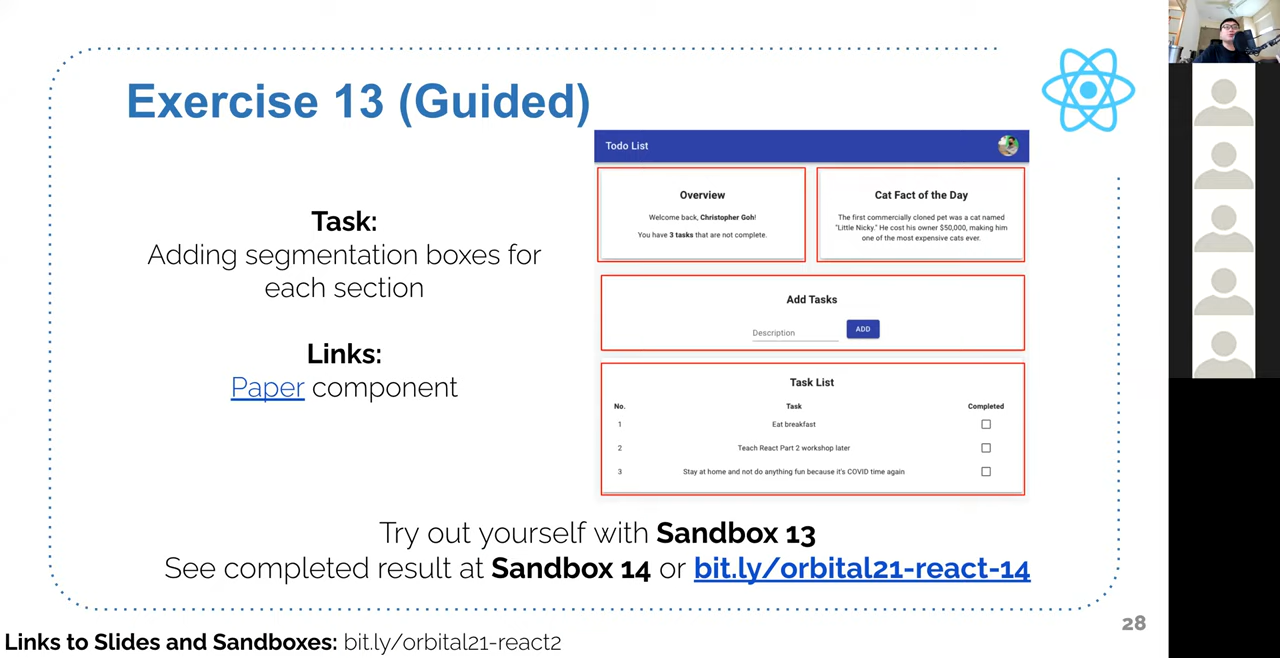 Exercise 13 (Guided)
Task:
Adding segmentation boxes for
each section
Links:
Paper component
Todo List
Overview
Welcome back, Christopher Goh!
You have 3 tasks that are not complete.
Cat Fact of the Day
The first commercially cloned pet was a cat named
"Little Nicky." He cost his owner $50,000, making him
one of the most expensive cats ever.
Add Tasks
Description ADD
Task List
No. Task Completed
1 Eat breakfast
2 Teach React Part 2 workshop later
3 Stay at home and not do anything fun because it's COVID time again
Try out yourself with Sandbox 13
See completed result at Sandbox 14 or bit.ly/orbital21-react-14
28
Links to Slides and Sandboxes: bit.ly/orbital21-react2